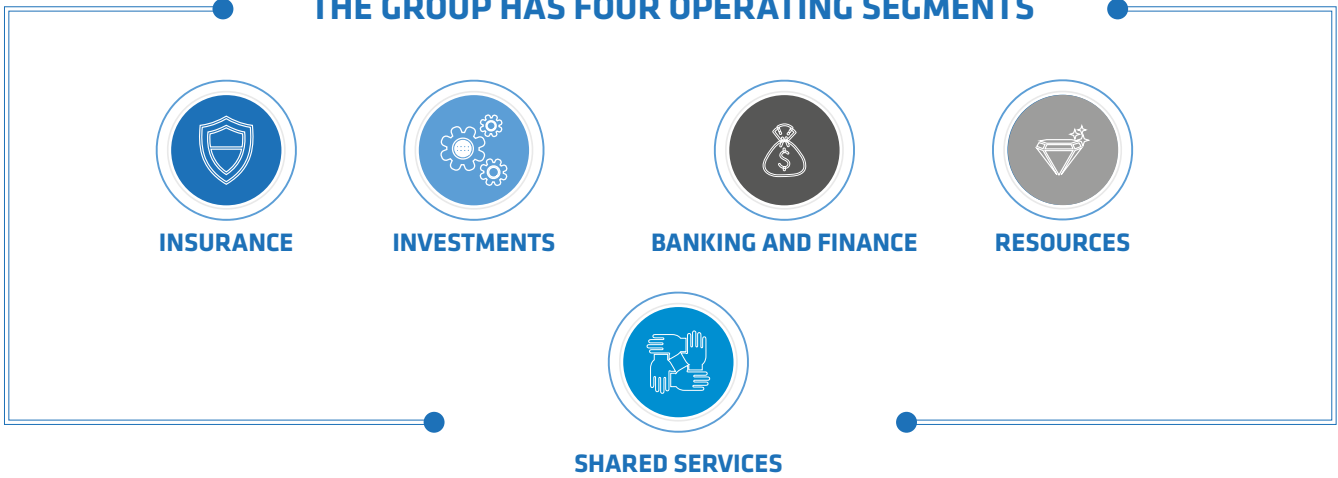 THE GROUP HAS FOUR OPERATING SEGMENTS
INSURANCE
INVESTMENTS
BANKING AND FINANCE
RESOURCES
SHARED SERVICES